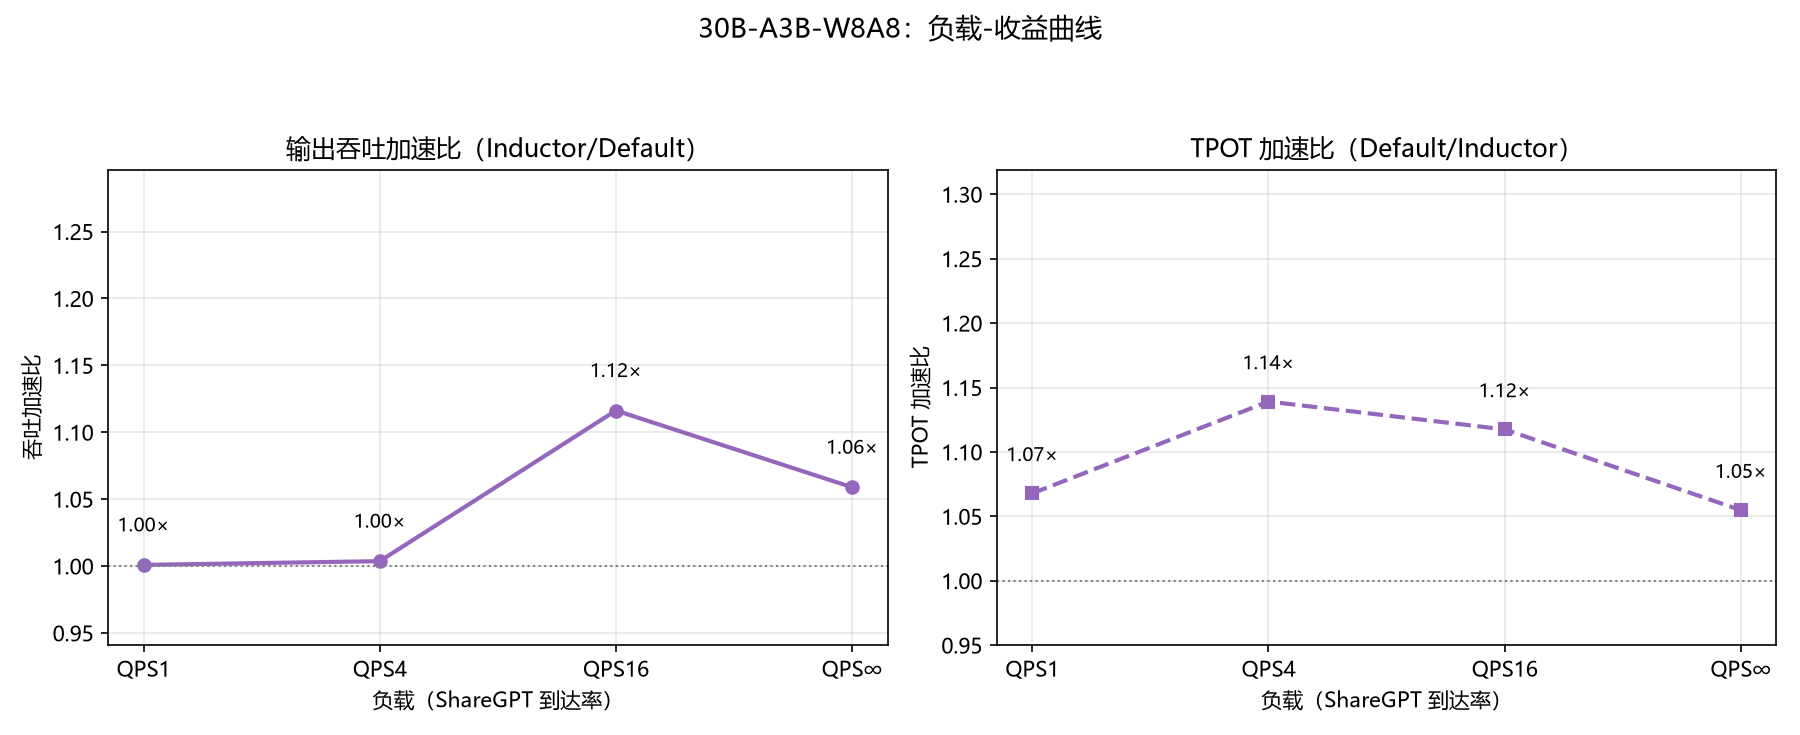 30B-A3B-W8A8：负载-收益曲线
输出吞吐加速比（Inductor/Default）
吞吐加速比
1.25
1.20
1.15
1.10
1.05
1.00
0.95
1.00×
1.00×
1.12×
1.06×
QPS1
QPS4
QPS16
QPS∞
负载（ShareGPT 到达率）
TPOT 加速比（Default/Inductor）
TPOT 加速比
1.30
1.25
1.20
1.15
1.10
1.05
1.00
0.95
1.07×
1.14×
1.12×
1.05×
QPS1
QPS4
QPS16
QPS∞
负载（ShareGPT 到达率）